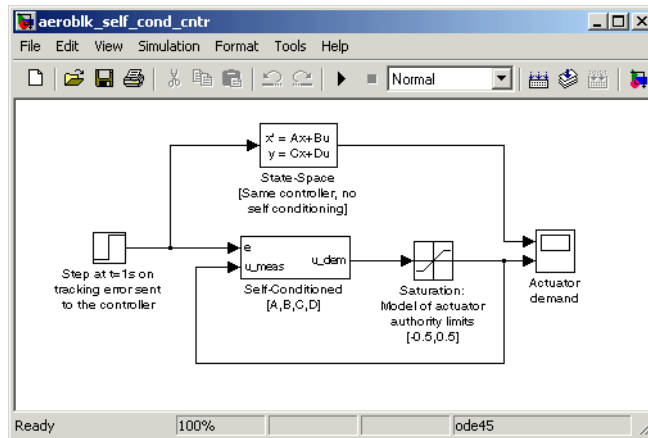 aeroblk_self_cond_cntr
File Edit View Simulation Format Tools Help
Normal
x' = Ax+Bu
y = Cx+Du
State-Space
[Same controller, no
self conditioning]
Step at t=1s on
tracking error sent
to the controller
e
u_meas
u_dem
Self-Conditioned
[A,B,C,D]
Saturation:
Model of actuator
authority limits
[-0.5,0.5]
Actuator
demand
Ready 100% ode45